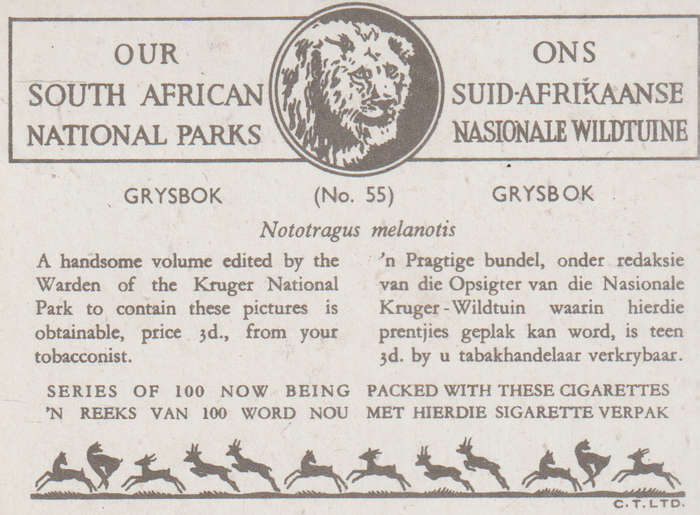 OUR
SOUTH AFRICAN
NATIONAL PARKS
ONS
SUID-AFRIKAANSE
NASIONALE WILDTUINE
GRYSBOK (No. 55) GRYSBOK
Nototragus melanotis
A handsome volume edited by the
Warden of the Kruger National
Park to contain these pictures is
obtainable, price 3d., from your
tobacconist.
'n Pragtige bundel, onder redaksie
van die Opsigter van die Nasionale
Kruger-Wildtuin waarin hierdie
prentjies geplak kan word, is teen
3d. by u tabakhandelaar verkrybaar.
SERIES OF 100 NOW BEING PACKED WITH THESE CIGARETTES
'N REEKS VAN 100 WORD NOU MET HIERDIE SIGARETTE VERPAK
C.T.LTD.